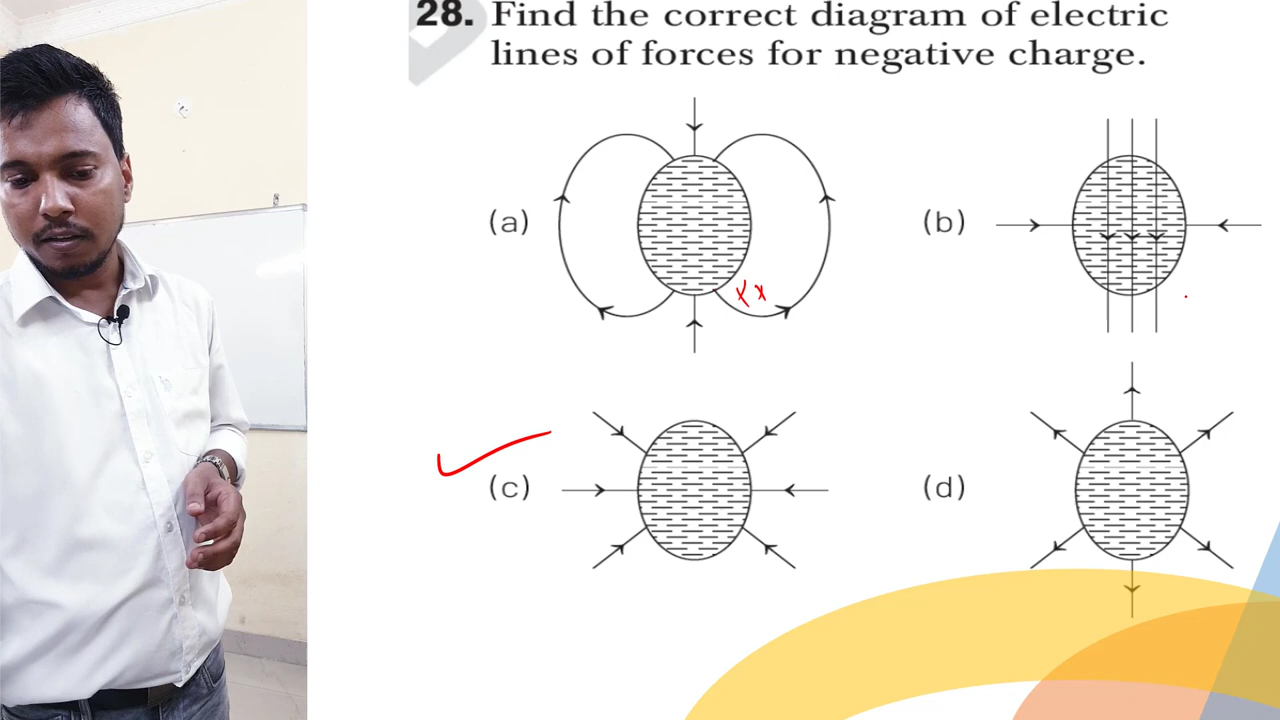 28. Find the correct diagram of electric
lines of forces for negative charge.
(a)
(b)
(c)
(d)